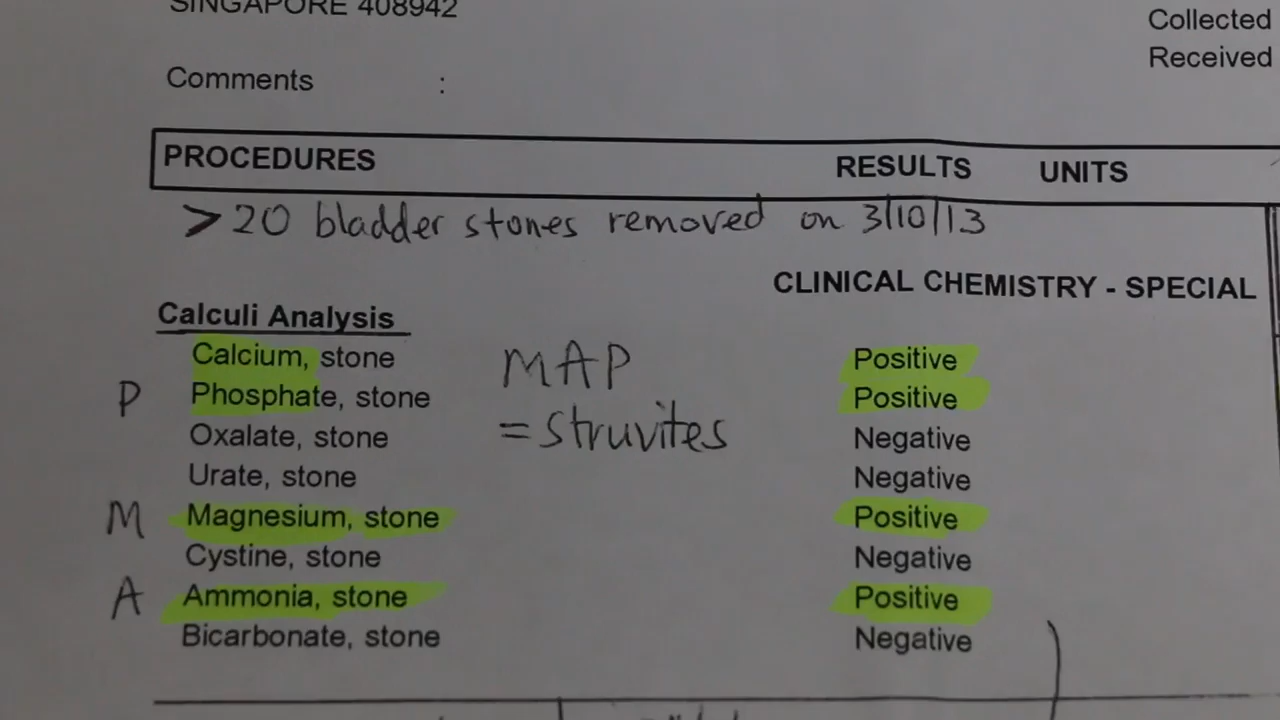 SINGAPORE 408942
Collected
Received
Comments :
PROCEDURES RESULTS UNITS
>20 bladder stones removed on 3/10/13
CLINICAL CHEMISTRY - SPECIAL
Calculi Analysis
Calcium, stone Positive
P Phosphate, stone Positive
MAP
= struvites
Oxalate, stone Negative
Urate, stone Negative
M Magnesium, stone Positive
Cystine, stone Negative
A Ammonia, stone Positive
Bicarbonate, stone Negative